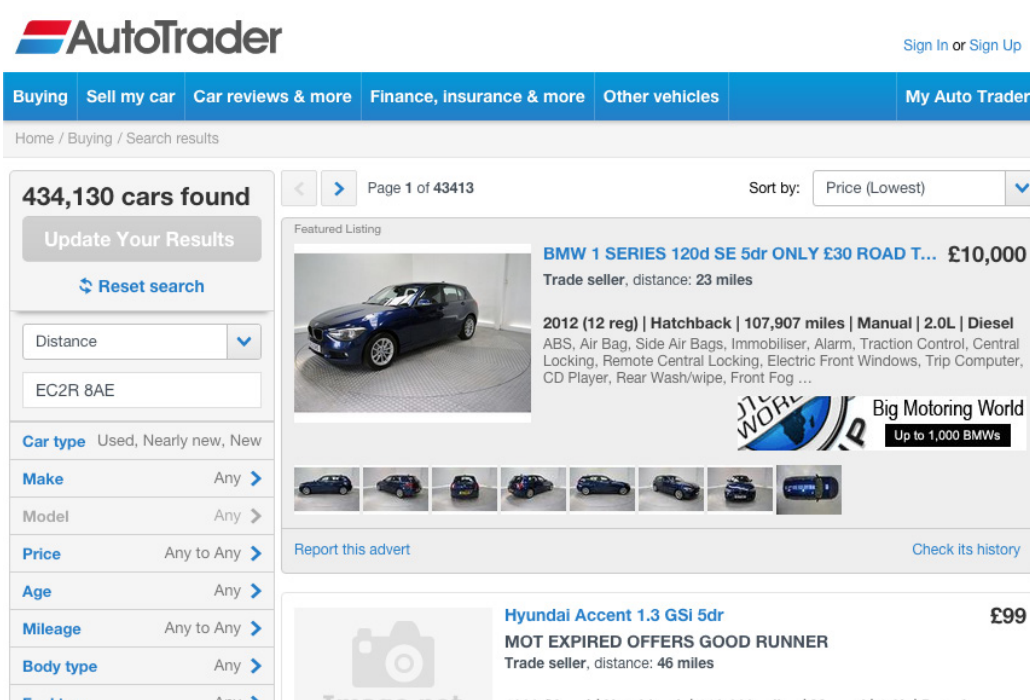 AutoTrader
Sign In or Sign Up
Buying Sell my car Car reviews & more Finance, insurance & more Other vehicles My Auto Trader
Home / Buying / Search results
434,130 cars found
Update Your Results
Reset search
Distance
EC2R 8AE
Car type Used, Nearly new, New
Make Any
Model Any
Price Any to Any
Age Any
Mileage Any to Any
Body type Any
Page 1 of 43413
Sort by: Price (Lowest)
Featured Listing
BMW 1 SERIES 120d SE 5dr ONLY £30 ROAD T... £10,000
Trade seller, distance: 23 miles
2012 (12 reg) | Hatchback | 107,907 miles | Manual | 2.0L | Diesel
ABS, Air Bag, Side Air Bags, Immobiliser, Alarm, Traction Control, Central
Locking, Remote Central Locking, Electric Front Windows, Trip Computer,
CD Player, Rear Wash/wipe, Front Fog ...
WORL
Big Motoring World
Up to 1,000 BMWs
Report this advert
Check its history
Hyundai Accent 1.3 GSi 5dr £99
MOT EXPIRED OFFERS GOOD RUNNER
Trade seller, distance: 46 miles